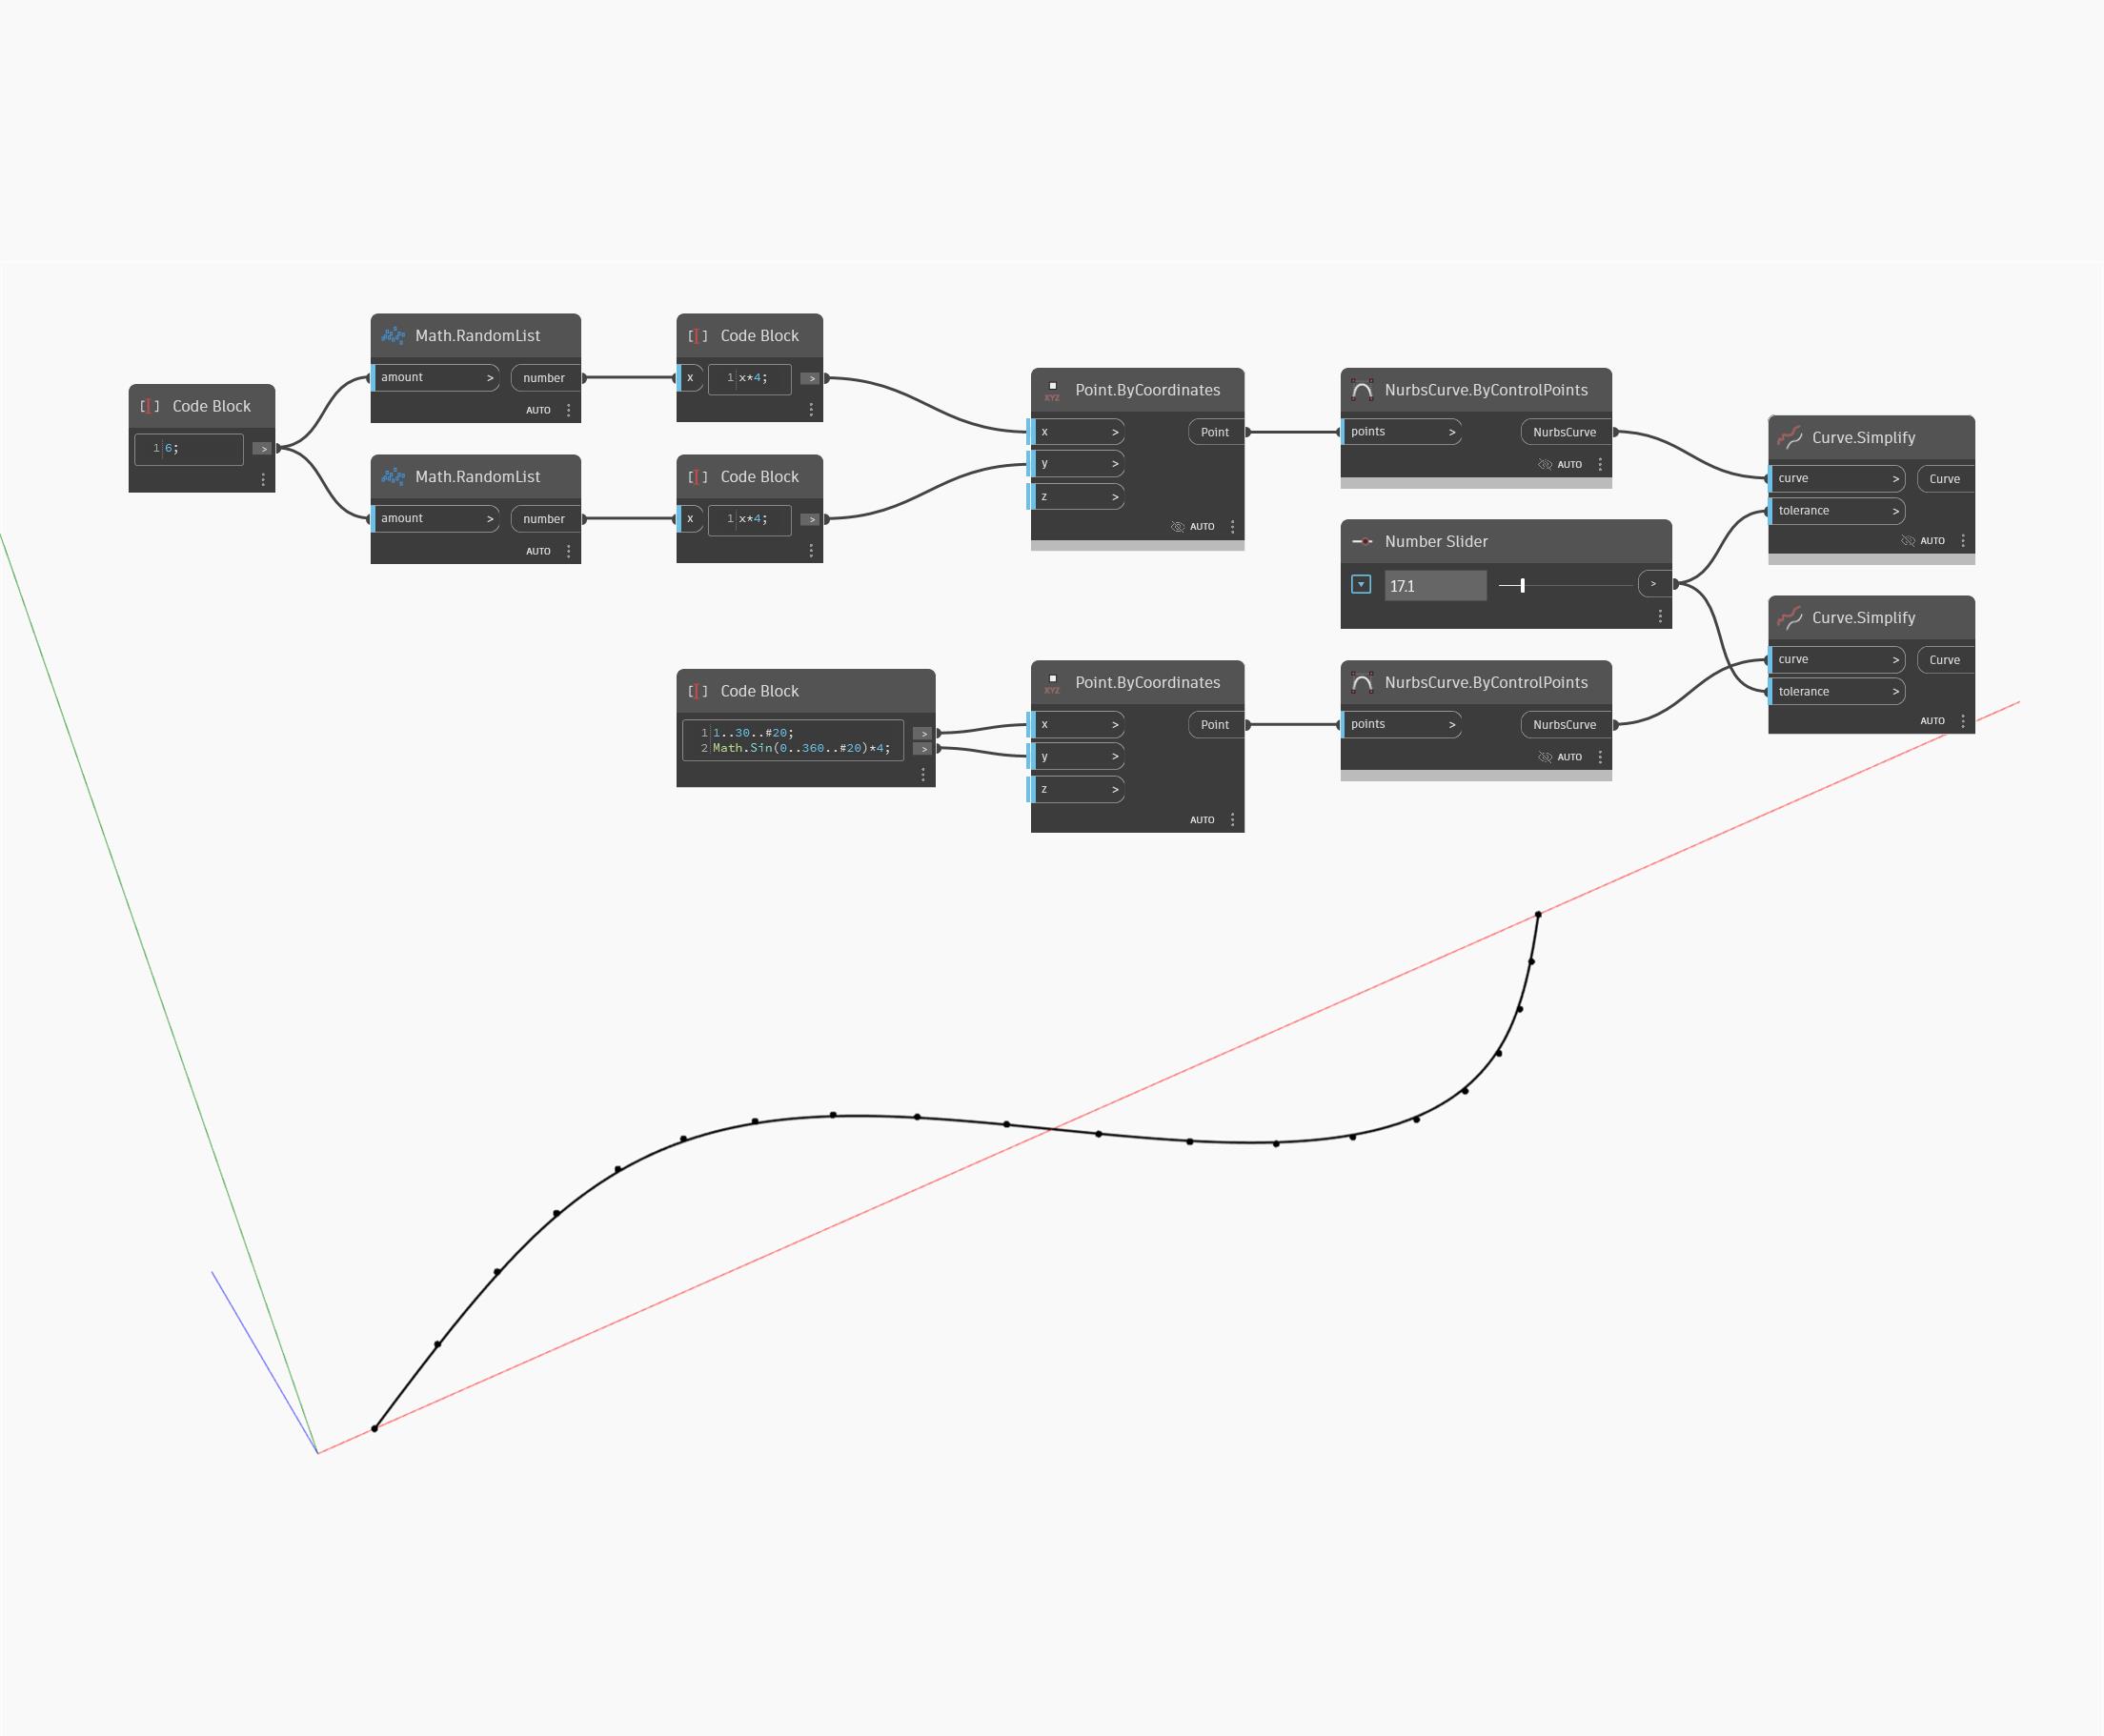 Code Block
1 6;
>
Math.RandomList
amount > number
AUTO
Math.RandomList
amount > number
AUTO
Code Block
x 1 x*4; >
Code Block
x 1 x*4; >
Point.ByCoordinates
XYZ
x > Point
y >
z >
AUTO
NurbsCurve.ByControlPoints
points > NurbsCurve
AUTO
Number Slider
17.1 >
Curve.Simplify
curve > Curve
tolerance >
AUTO
Curve.Simplify
curve > Curve
tolerance >
AUTO
Code Block
1 1..30..#20; >
2 Math.Sin(0..360..#20)*4; >
Point.ByCoordinates
XYZ
x > Point
y >
z >
AUTO
NurbsCurve.ByControlPoints
points > NurbsCurve
AUTO